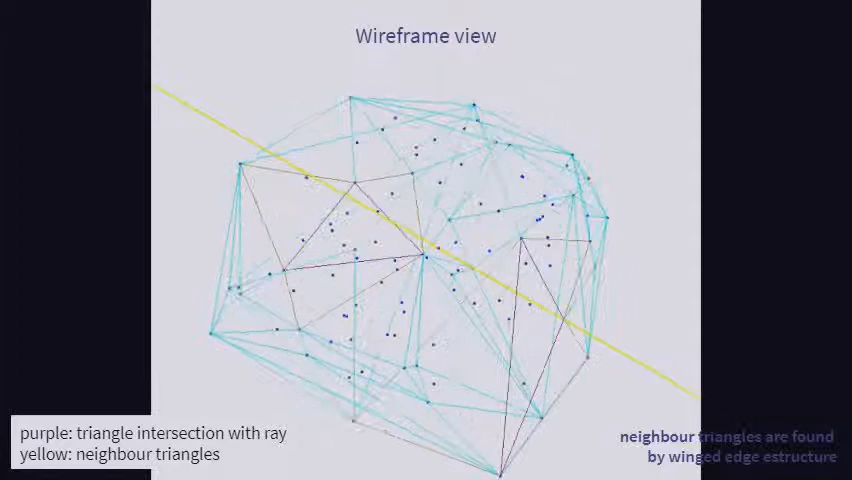 Wireframe view
purple: triangle intersection with ray
yellow: neighbour triangles
neighbour triangles are found
by winged edge estructure